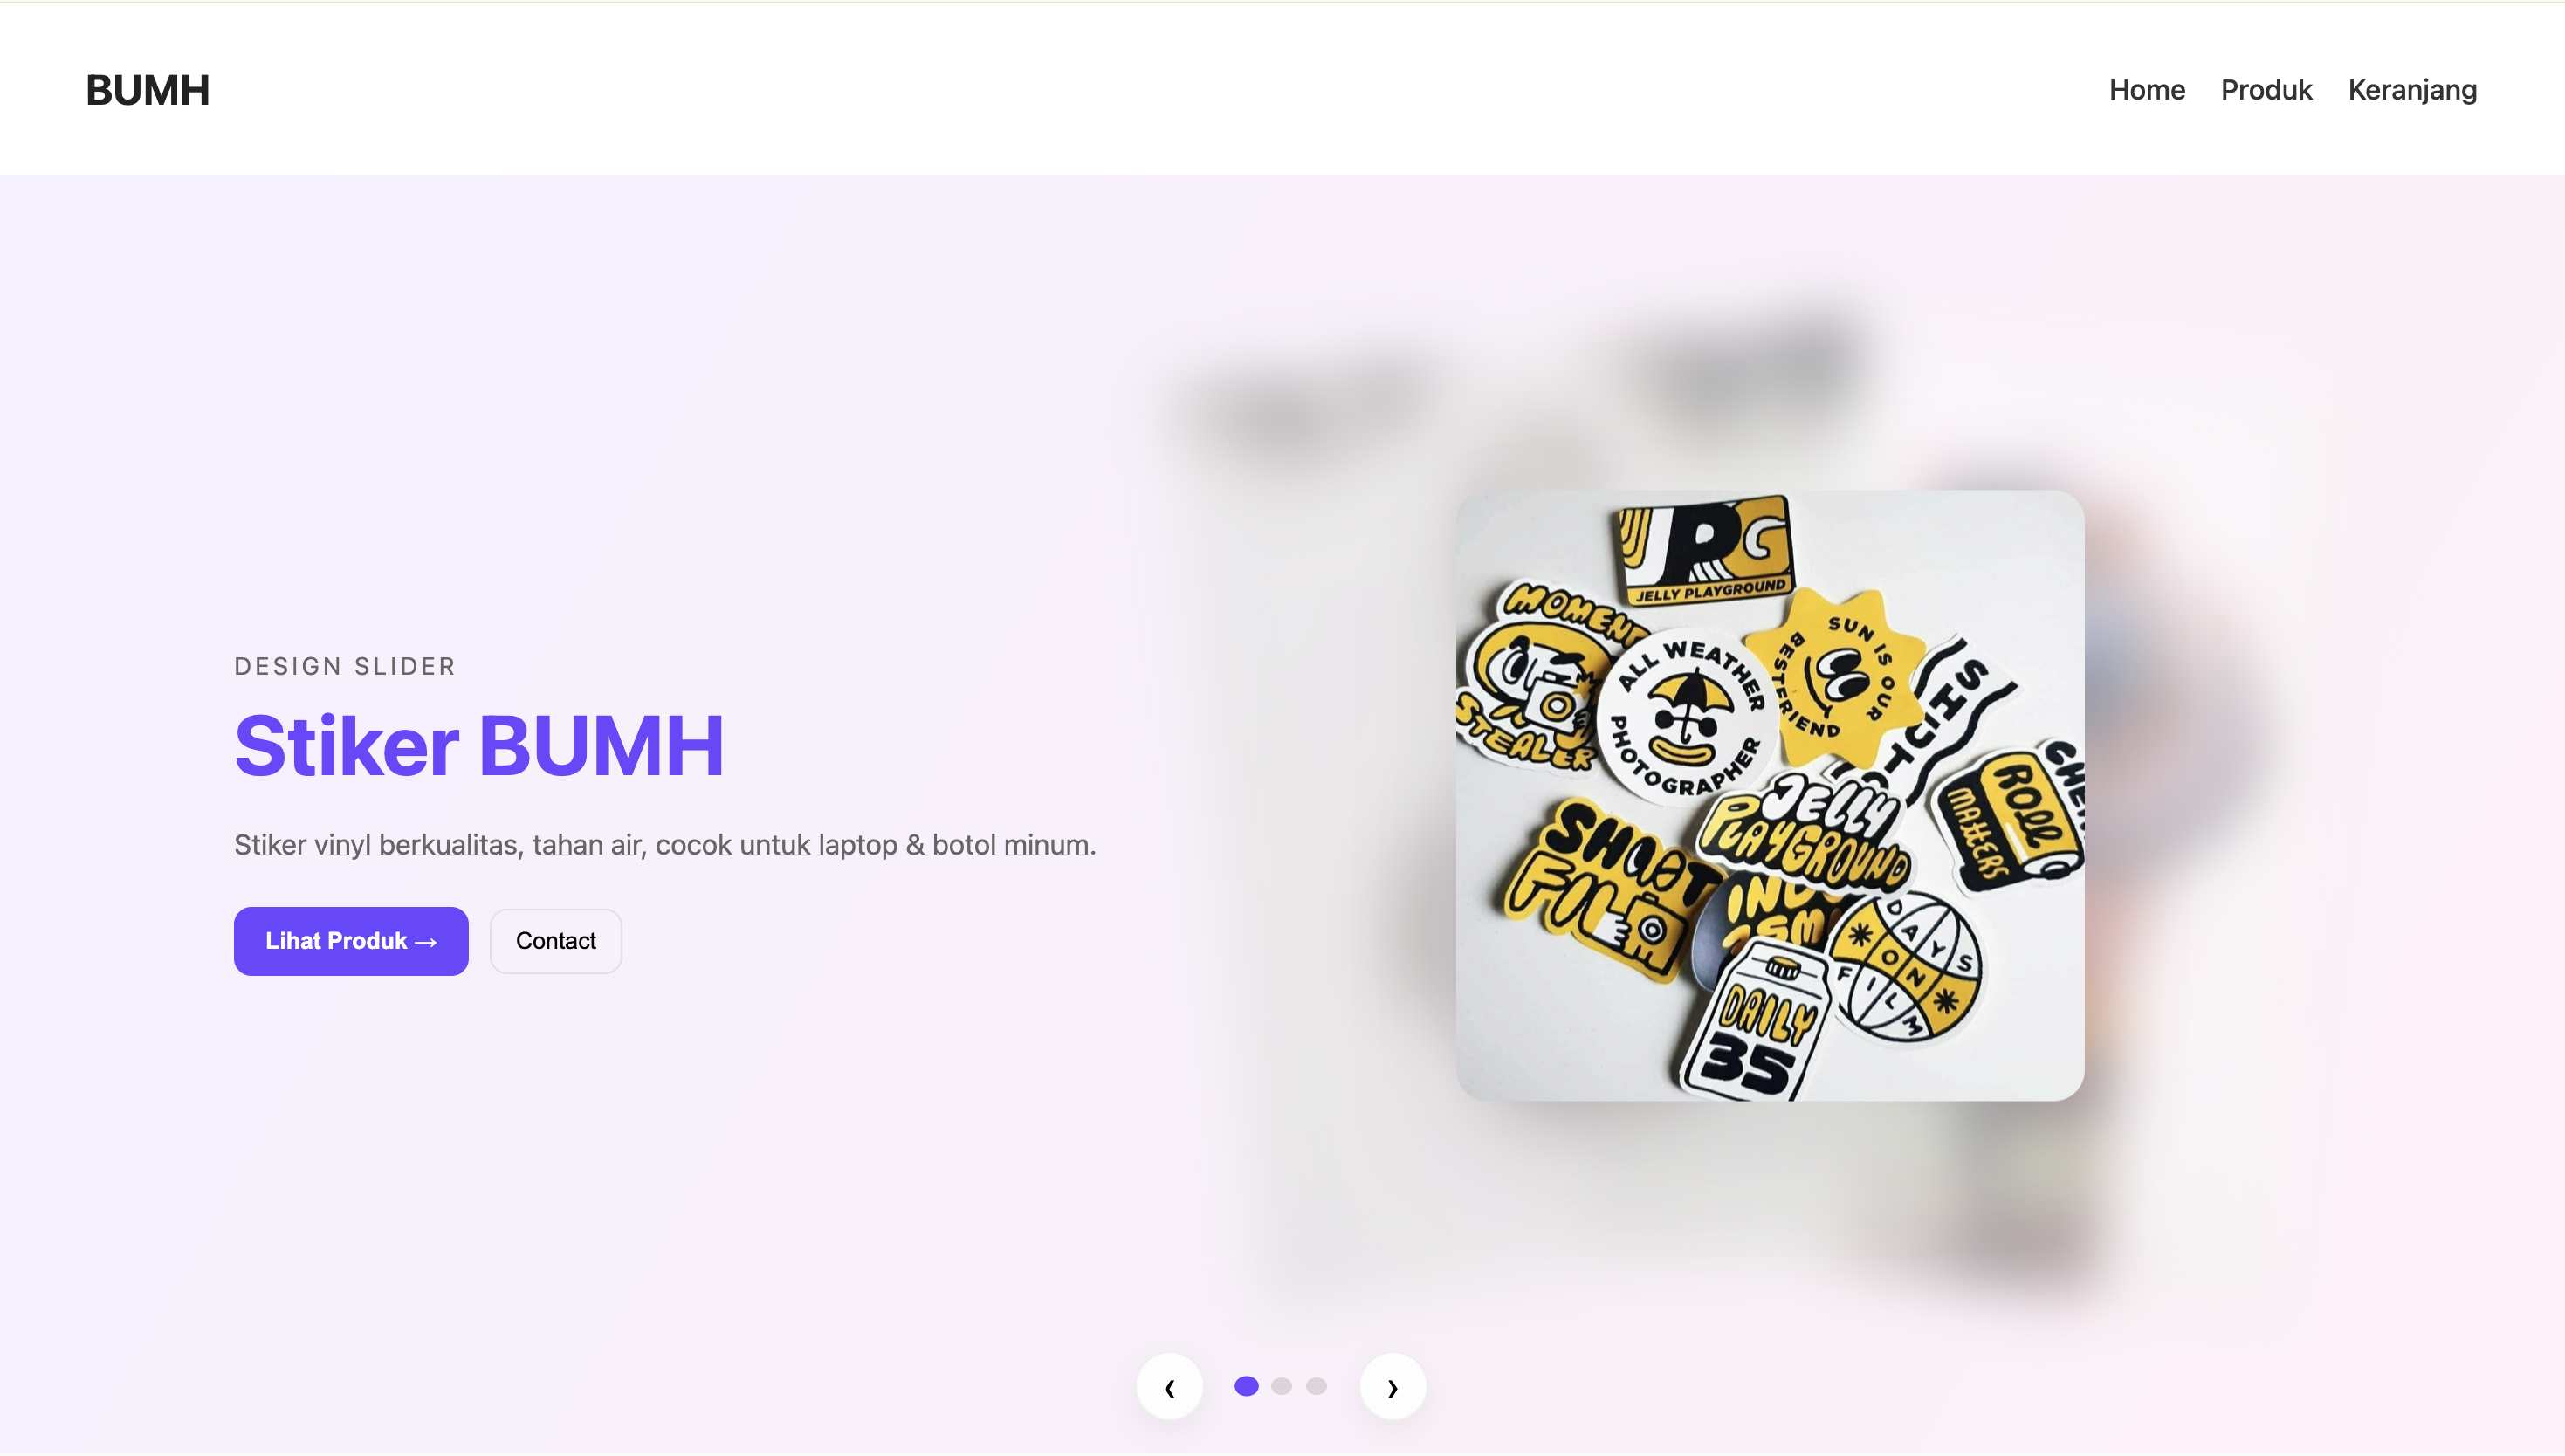 BUMH
Home Produk Keranjang
DESIGN SLIDER
Stiker BUMH
Stiker vinyl berkualitas, tahan air, cocok untuk laptop & botol minum.
Lihat Produk →
Contact
JPG
JELLY PLAYGROUND
MOMENT
STEALER
ALL WEATHER
PHOTOGRAPHER
SUN IS OUR
BESTFRIEND
ROLL
MATTERS
JELLY
PLAYGROUND
SHOOT
FILM
DAYS
ON
FILM
DAILY
35
❮ ❯